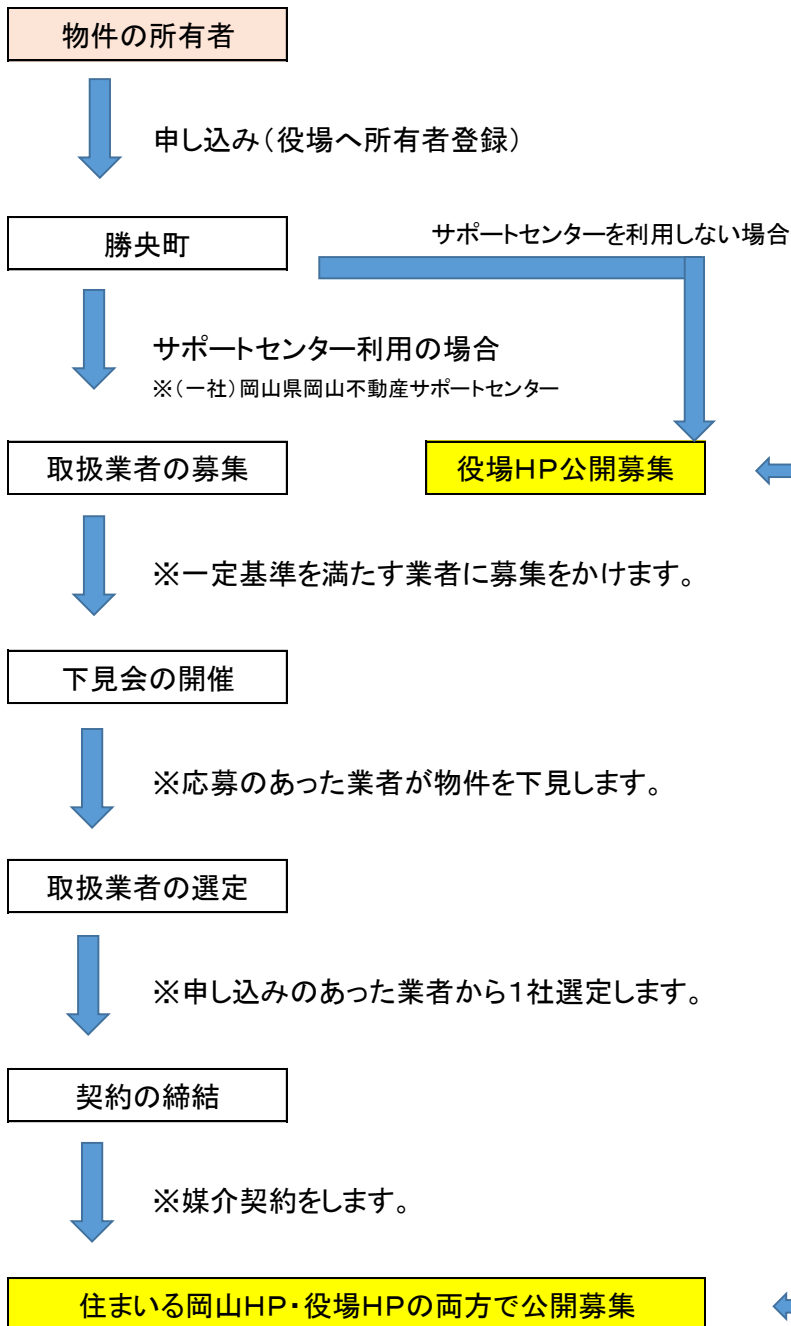 物件の所有者
申し込み（役場へ所有者登録）
勝央町
サポートセンターを利用しない場合
サポートセンター利用の場合
※（一社）岡山県岡山不動産サポートセンター
取扱業者の募集
役場HP公開募集
※一定基準を満たす業者に募集をかけます。
下見会の開催
※応募のあった業者が物件を下見します。
取扱業者の選定
※申し込みのあった業者から１社選定します。
契約の締結
※媒介契約をします。
住まいる岡山HP・役場HPの両方で公開募集